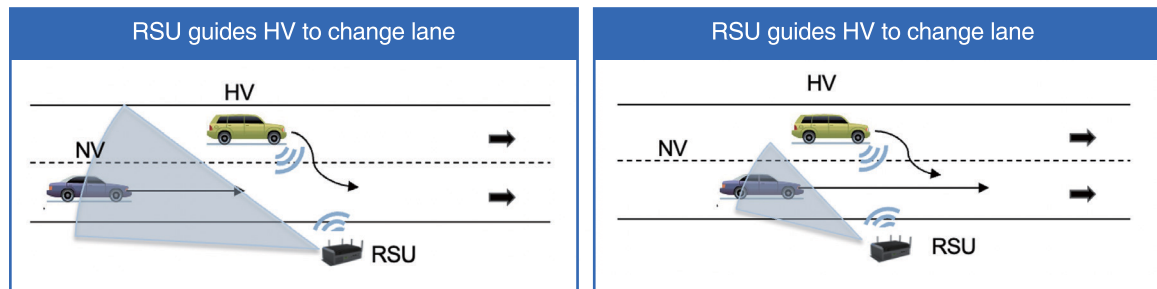 RSU guides HV to change lane
HV
NV
RSU
RSU guides HV to change lane
HV
NV
RSU